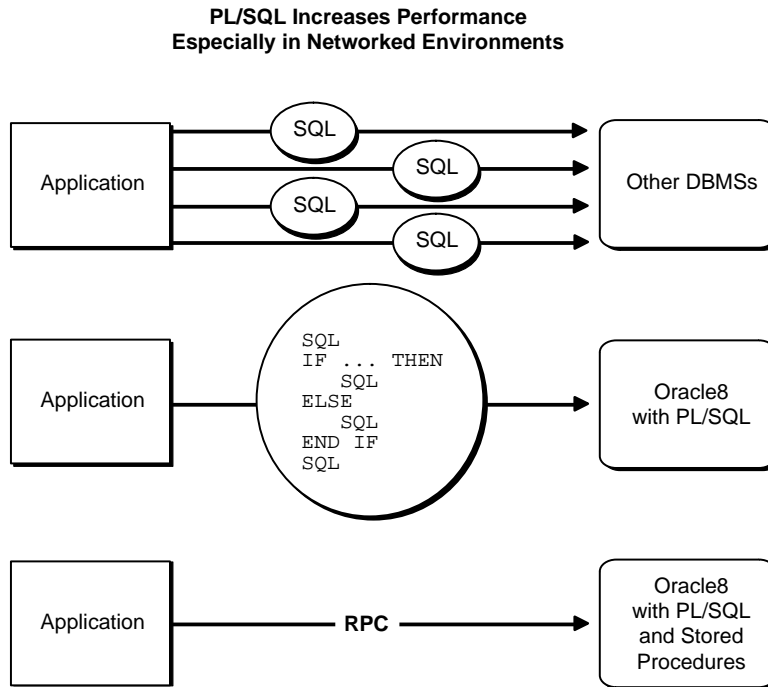 PL/SQL Increases Performance
Especially in Networked Environments
Application
SQL
SQL
SQL
SQL
Other DBMSs
Application
SQL
IF ... THEN
SQL
ELSE
SQL
END IF
SQL
Oracle8
with PL/SQL
Application
RPC
Oracle8
with PL/SQL
and Stored
Procedures